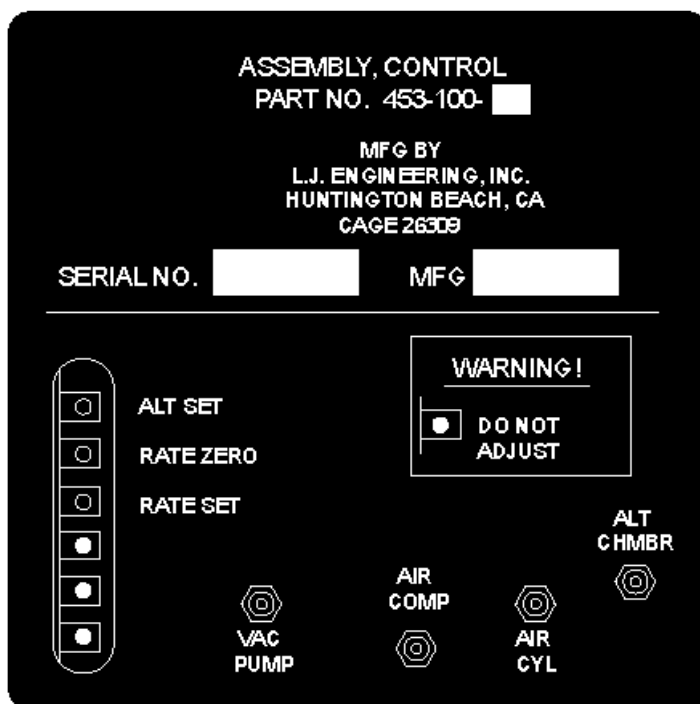 ASSEMBLY, CONTROL
PART NO. 453-100-
MFG BY
L.J. ENGINEERING, INC.
HUNTINGTON BEACH, CA
CAGE 26309
SERIAL NO. MFG
WARNING!
DO NOT
ADJUST
ALT SET
RATE ZERO
RATE SET
ALT
CHMBR
AIR
COMP
VAC
PUMP
AIR
CYL